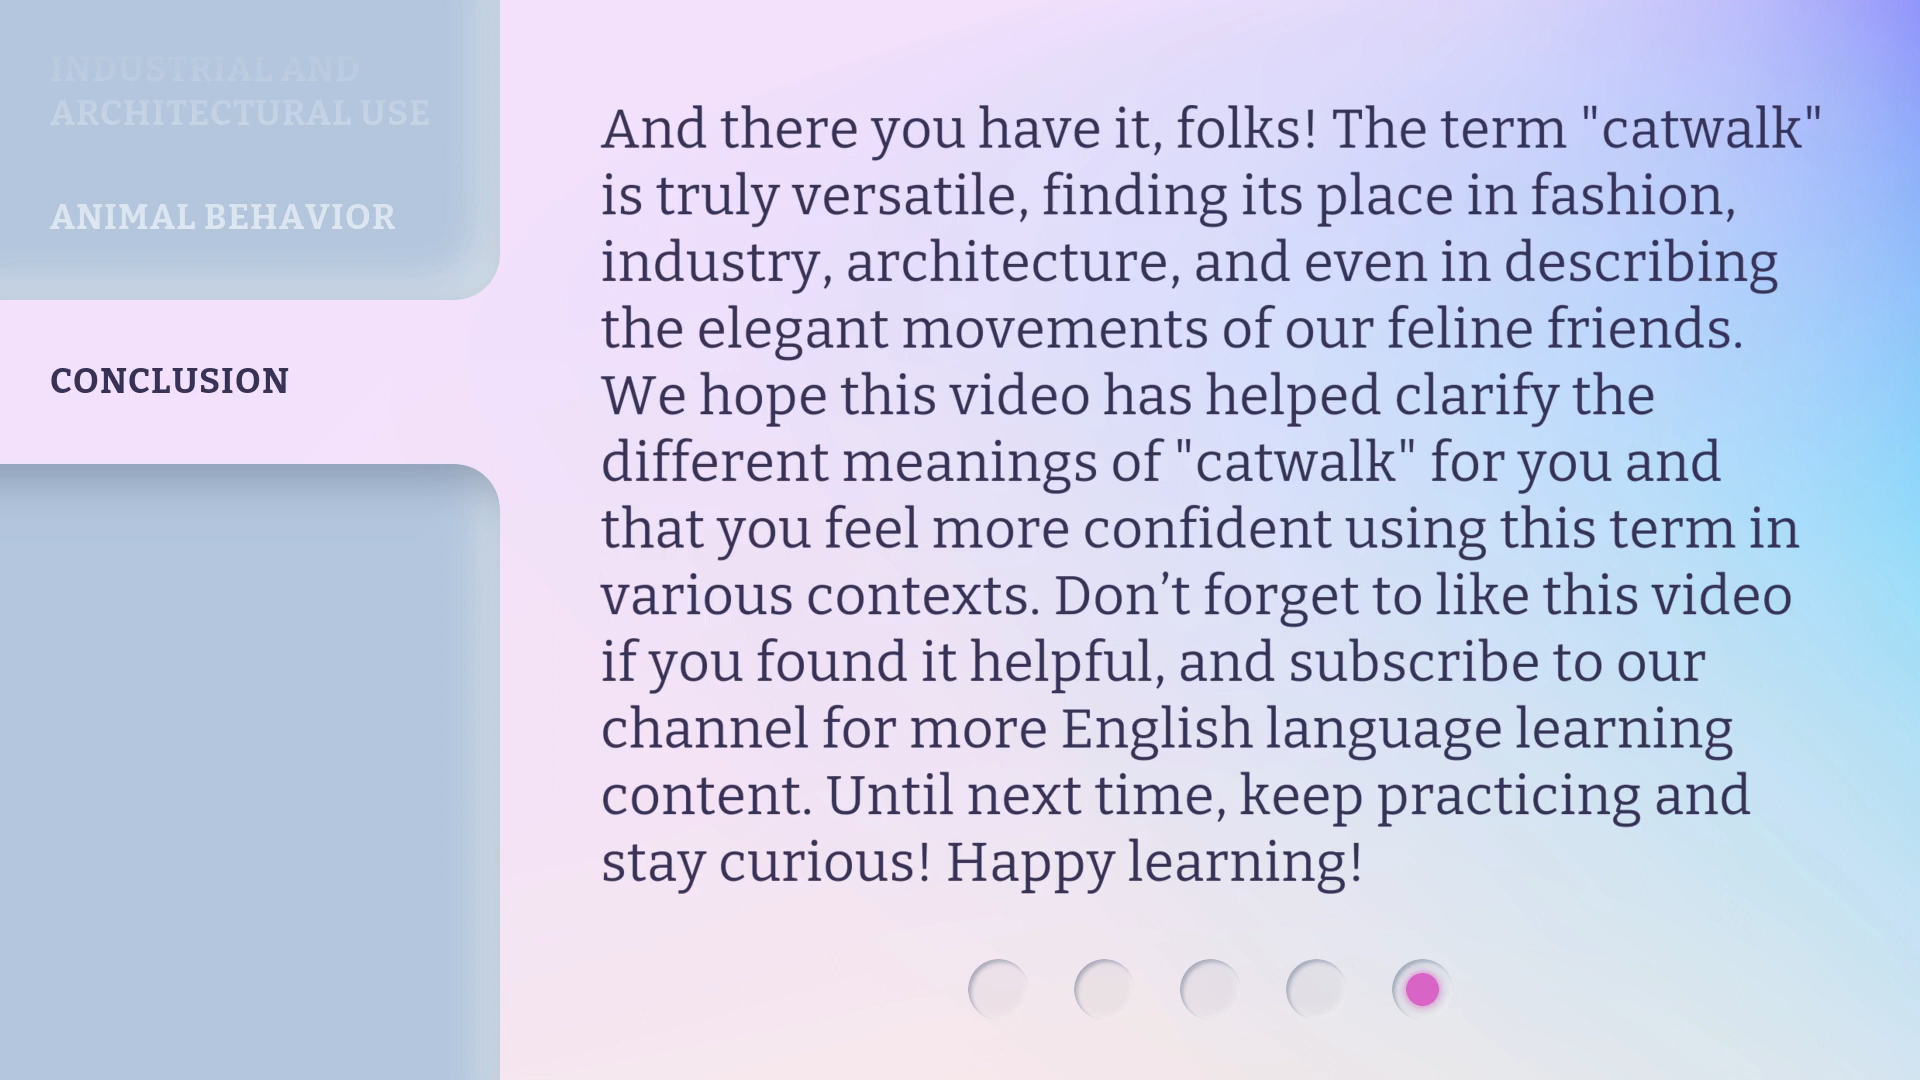 INDUSTRIAL AND
ARCHITECTURAL USE
ANIMAL BEHAVIOR
CONCLUSION
And there you have it, folks! The term "catwalk"
is truly versatile, finding its place in fashion,
industry, architecture, and even in describing
the elegant movements of our feline friends.
We hope this video has helped clarify the
different meanings of "catwalk" for you and
that you feel more confident using this term in
various contexts. Don’t forget to like this video
if you found it helpful, and subscribe to our
channel for more English language learning
content. Until next time, keep practicing and
stay curious! Happy learning!